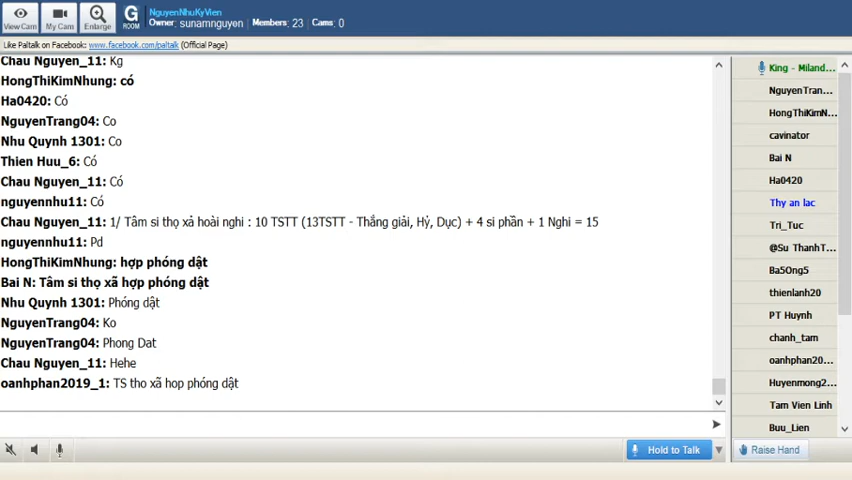 NguyenNhuKyVien
Owner: sunamnguyen Members: 23 Cams: 0
View Cam My Cam Enlarge G ROOM
Like Paltalk on Facebook: www.facebook.com/paltalk (Official Page)
Chau Nguyen_11: Kg
HongThiKimNhung: có
Ha0420: Có
NguyenTrang04: Co
Nhu Quynh 1301: Co
Thien Huu_6: Có
Chau Nguyen_11: Có
nguyennhu11: Có
Chau Nguyen_11: 1/ Tâm si thọ xả hoài nghi : 10 TSTT (13TSTT - Thắng giải, Hỷ, Dục) + 4 si phần + 1 Nghi = 15
nguyennhu11: Pd
HongThiKimNhung: hợp phóng dật
Bai N: Tâm si thọ xã hợp phóng dật
Nhu Quynh 1301: Phóng dật
NguyenTrang04: Ko
NguyenTrang04: Phong Dat
Chau Nguyen_11: Hehe
oanhphan2019_1: TS tho xã hop phóng dật
King - Miland...
NguyenTran...
HongThiKimN...
cavinator
Bai N
Ha0420
Thy an lac
Tri_Tuc
@Su ThanhT...
Ba5Ong5
thienlanh20
PT Huynh
chanh_tam
oanhphan20...
Huyenmong2...
Tam Vien Linh
Buu_Lien
Hold to Talk
Raise Hand